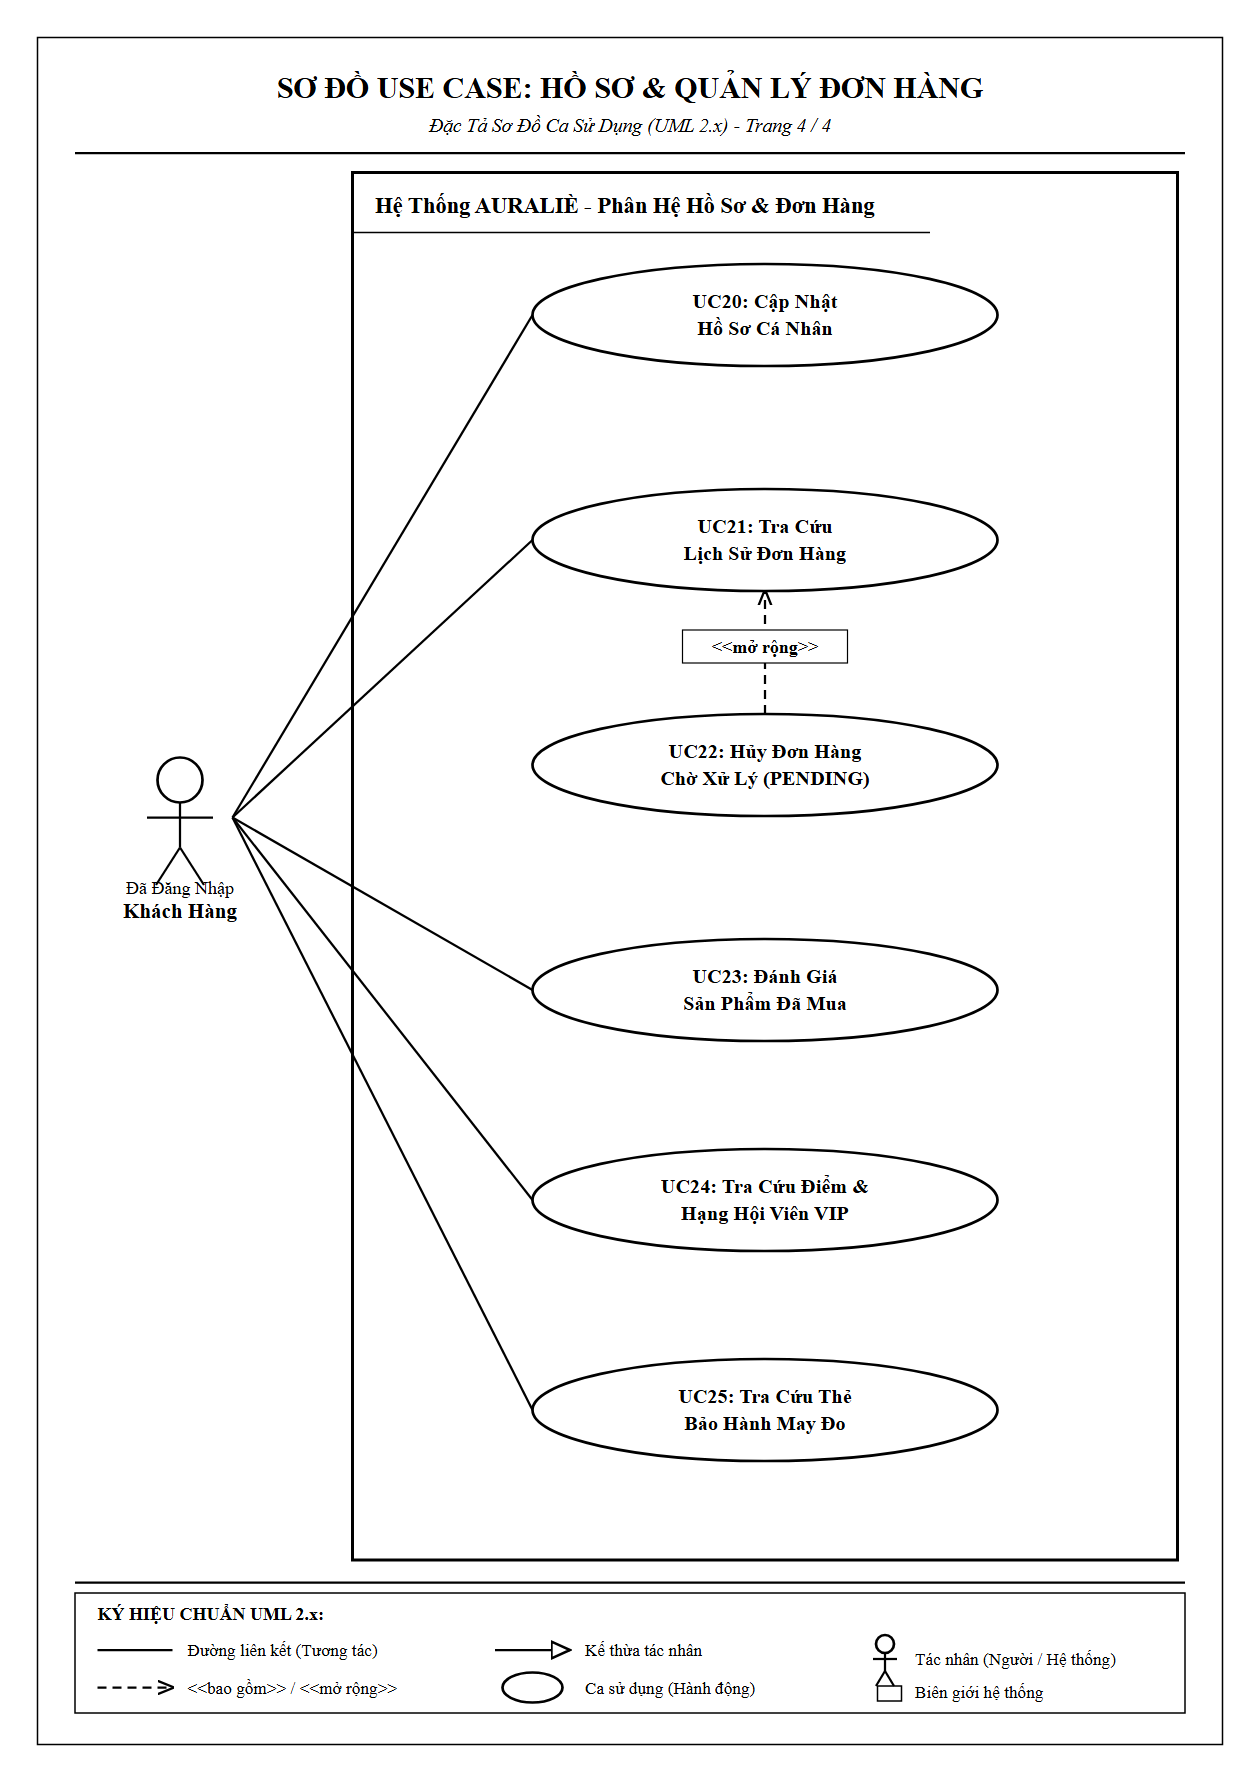 SƠ ĐỒ USE CASE: HỒ SƠ & QUẢN LÝ ĐƠN HÀNG
Đặc Tả Sơ Đồ Ca Sử Dụng (UML 2.x) - Trang 4 / 4
Hệ Thống AURALIÈ - Phân Hệ Hồ Sơ & Đơn Hàng
UC20: Cập Nhật
Hồ Sơ Cá Nhân
UC21: Tra Cứu
Lịch Sử Đơn Hàng
<<mở rộng>>
UC22: Hủy Đơn Hàng
Chờ Xử Lý (PENDING)
Đã Đăng Nhập
Khách Hàng
UC23: Đánh Giá
Sản Phẩm Đã Mua
UC24: Tra Cứu Điểm &
Hạng Hội Viên VIP
UC25: Tra Cứu Thẻ
Bảo Hành May Đo
KÝ HIỆU CHUẨN UML 2.x:
Đường liên kết (Tương tác)
Kế thừa tác nhân
Tác nhân (Người / Hệ thống)
<<bao gồm>> / <<mở rộng>>
Ca sử dụng (Hành động)
Biên giới hệ thống